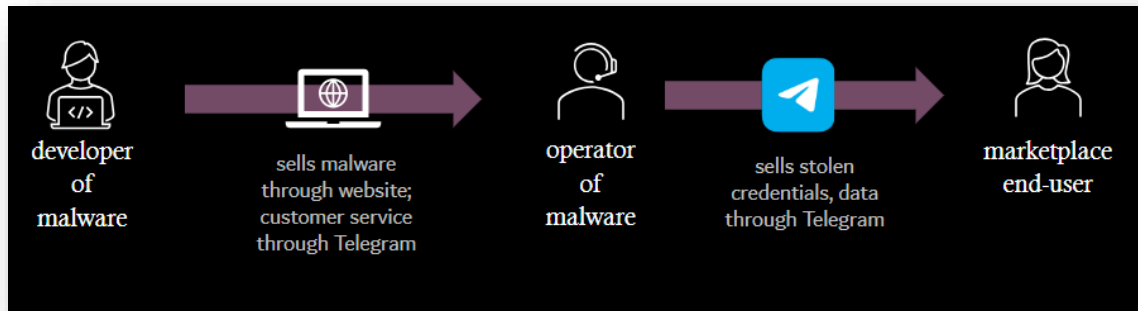 </>
developer
of
malware
sells malware
through website;
customer service
through Telegram
operator
of
malware
sells stolen
credentials, data
through Telegram
marketplace
end-user